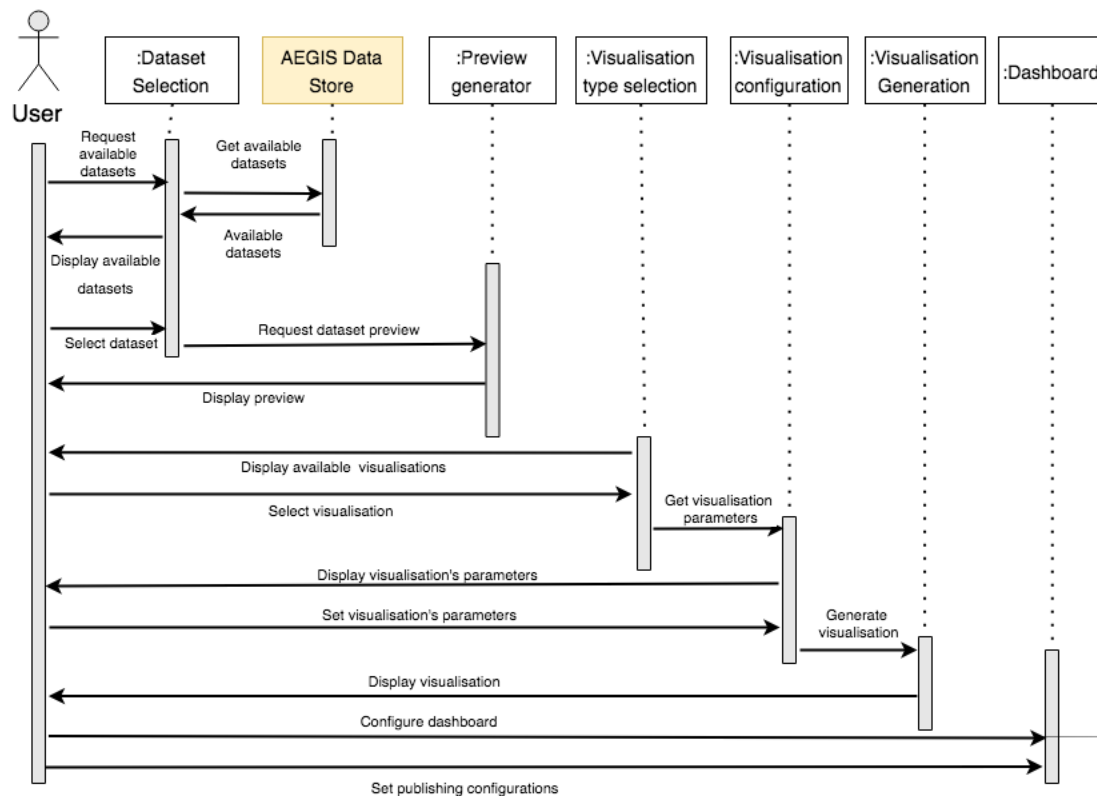 User
:Dataset
Selection
AEGIS Data
Store
:Preview
generator
:Visualisation
type selection
:Visualisation
configuration
:Visualisation
Generation
:Dashboard
Request
available
datasets
Get available
datasets
Available
datasets
Display available
datasets
Select dataset
Request dataset preview
Display preview
Display available visualisations
Select visualisation
Get visualisation
parameters
Display visualisation's parameters
Set visualisation's parameters
Generate
visualisation
Display visualisation
Configure dashboard
Set publishing configurations